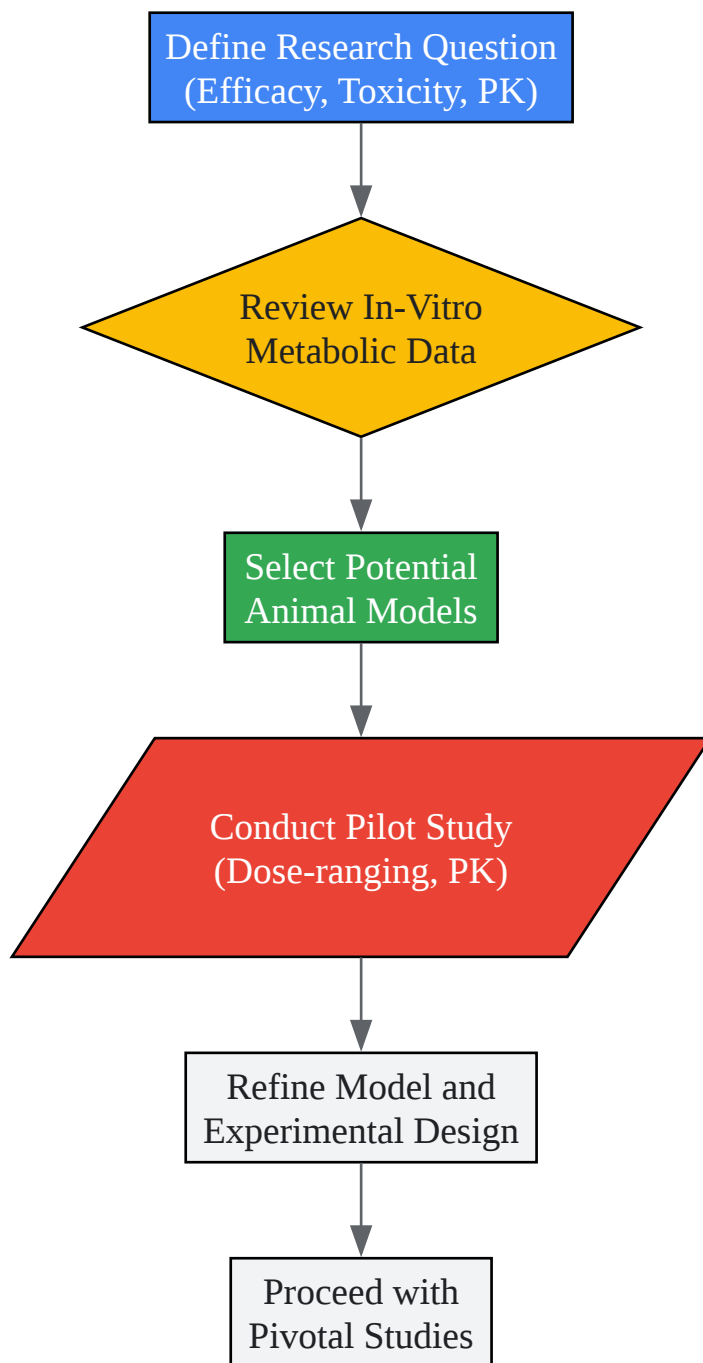 Define Research Question
(Efficacy, Toxicity, PK)
Review In-Vitro
Metabolic Data
Select Potential
Animal Models
Conduct Pilot Study
(Dose-ranging, PK)
Refine Model and
Experimental Design
Proceed with
Pivotal Studies